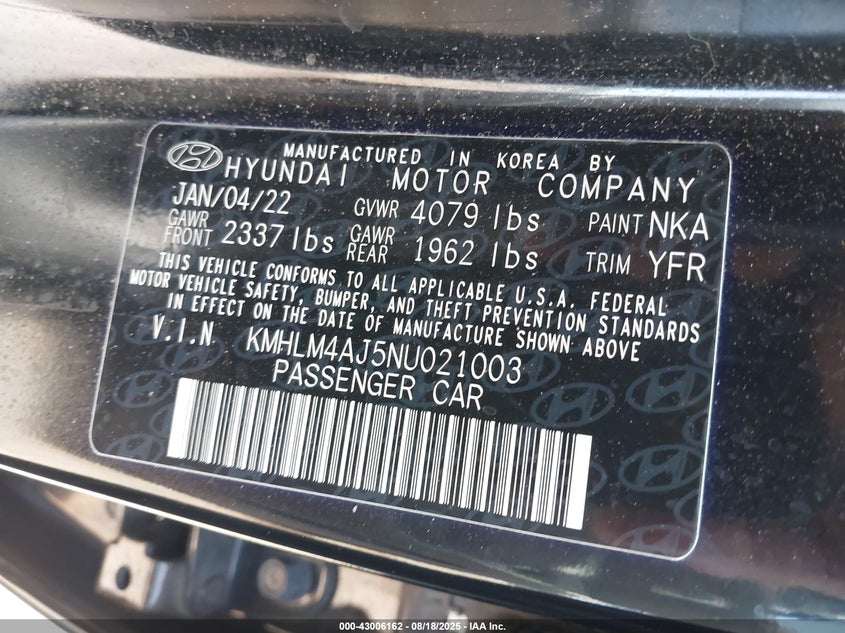 MANUFACTURED IN KOREA BY
HYUNDAI MOTOR COMPANY
JAN/04/22 GVWR 4079 lbs PAINT NKA
GAWR FRONT 2337 lbs GAWR REAR 1962 lbs TRIM YFR
THIS VEHICLE CONFORMS TO ALL APPLICABLE U.S.A. FEDERAL
MOTOR VEHICLE SAFETY, BUMPER, AND THEFT PREVENTION STANDARDS
IN EFFECT ON THE DATE OF MANUFACTURE SHOWN ABOVE
V.I.N KMHLM4AJ5NU021003
PASSENGER CAR
000-43006162 - 08/18/2025 - IAA Inc.